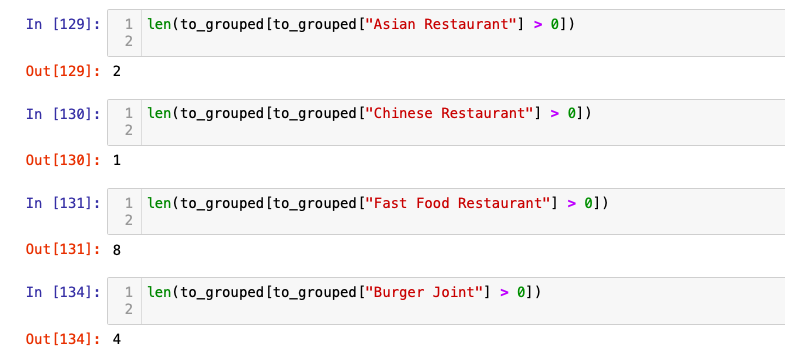 In [129]: 1 len(to_grouped[to_grouped["Asian Restaurant"] > 0])
2
Out[129]: 2
In [130]: 1 len(to_grouped[to_grouped["Chinese Restaurant"] > 0])
2
Out[130]: 1
In [131]: 1 len(to_grouped[to_grouped["Fast Food Restaurant"] > 0])
2
Out[131]: 8
In [134]: 1 len(to_grouped[to_grouped["Burger Joint"] > 0])
2
Out[134]: 4